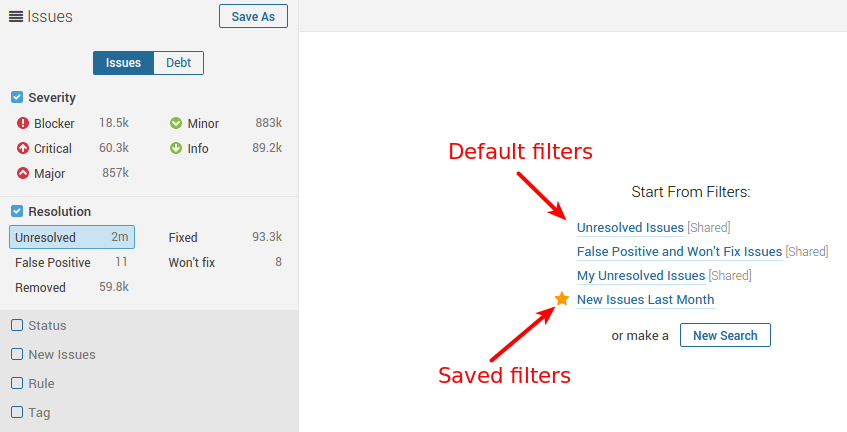 Issues
Save As
Issues Debt
Severity
Blocker 18.5k Minor 883k
Critical 60.3k Info 89.2k
Major 857k
Resolution
Unresolved 2m Fixed 93.3k
False Positive 11 Won't fix 8
Removed 59.8k
Status
New Issues
Rule
Tag
Default filters
Start From Filters:
Unresolved Issues [Shared]
False Positive and Won't Fix Issues [Shared]
My Unresolved Issues [Shared]
New Issues Last Month
or make a New Search
Saved filters